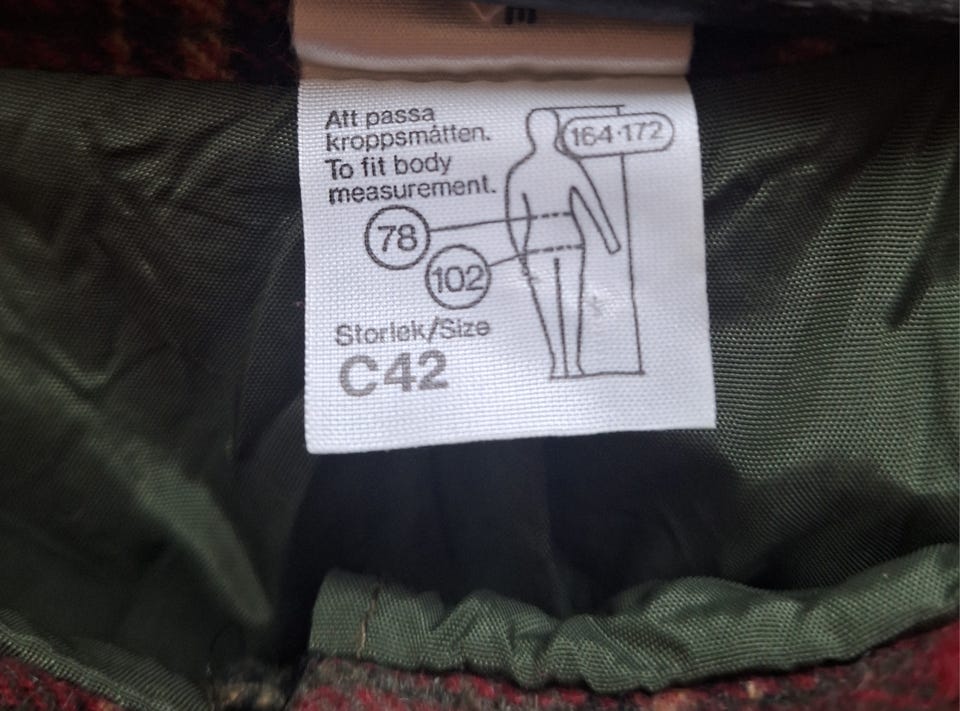 Att passa
kroppsmåtten.
To fit body
measurement.
164-172
78
102
Storlek/Size
C42